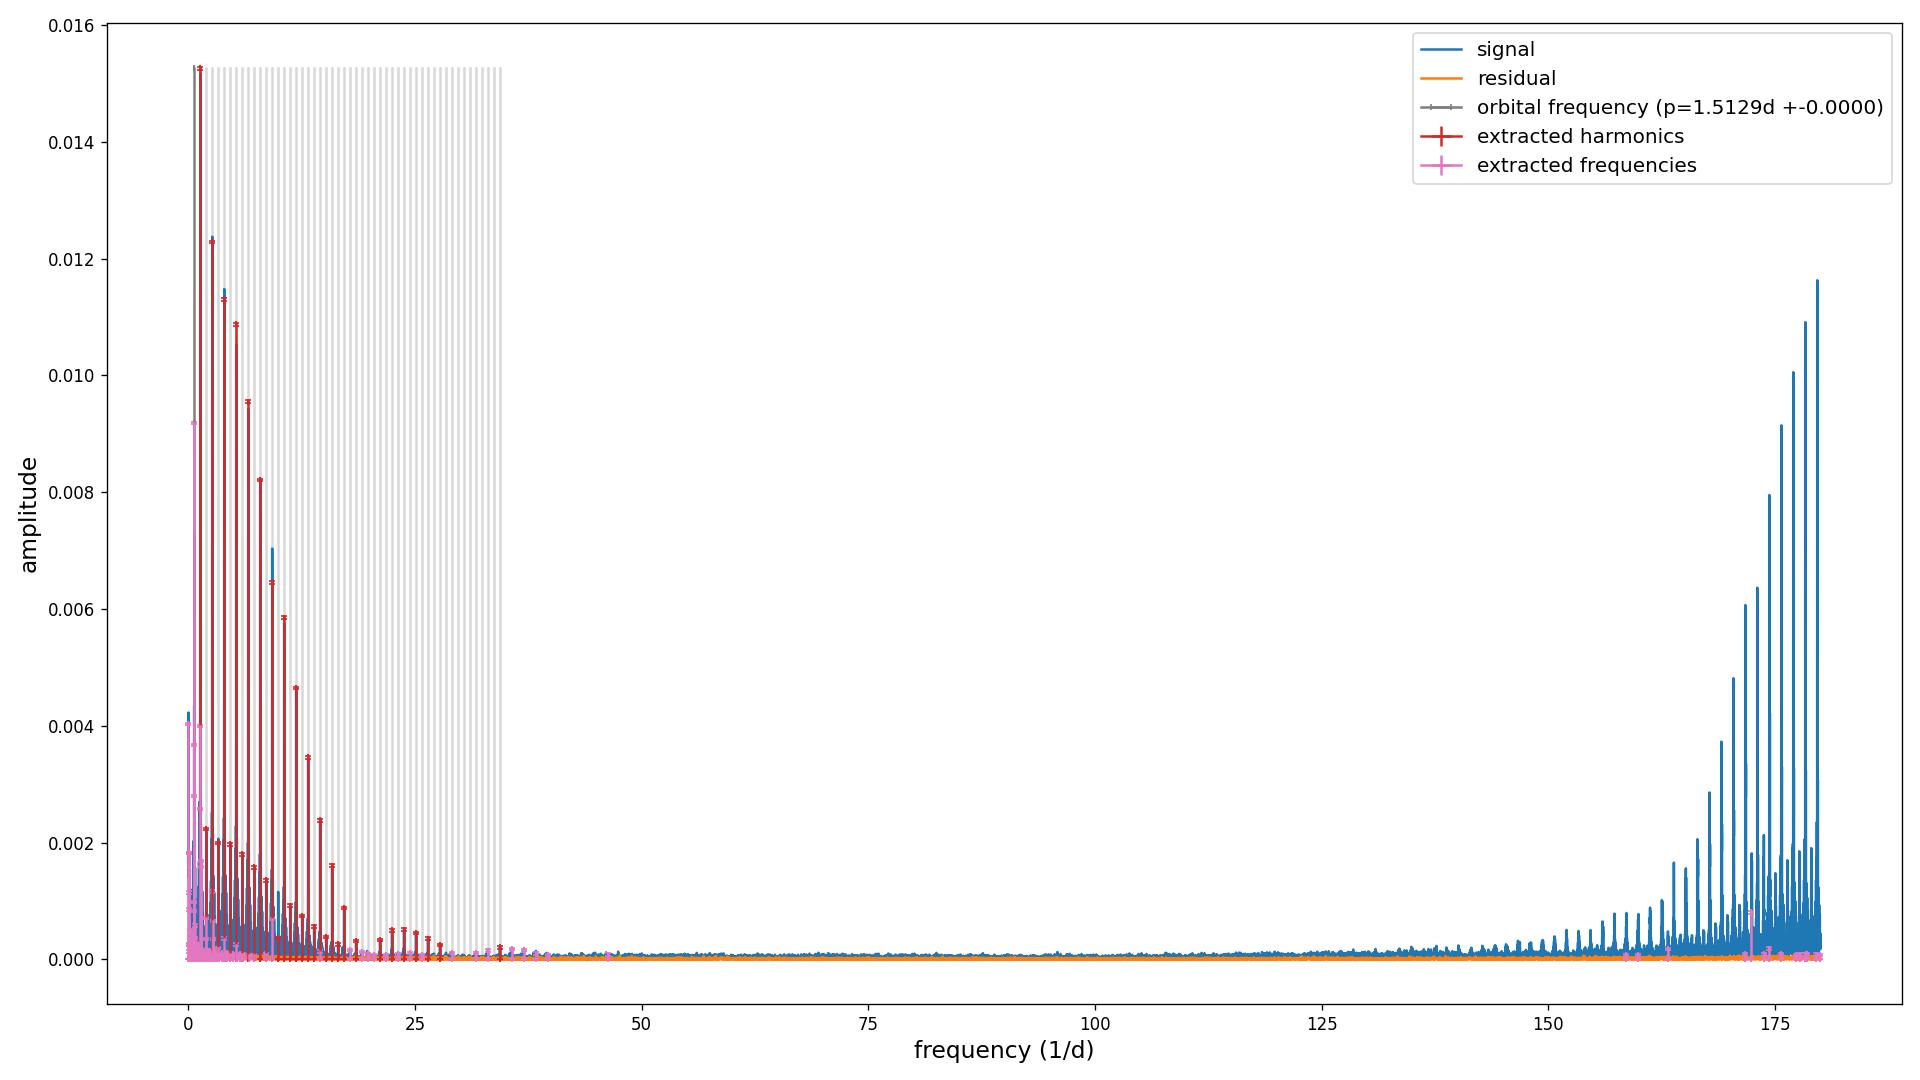 0.016
0.014
0.012
0.010
0.008
0.006
0.004
0.002
0.000
amplitude
0 25 50 75 100 125 150 175
frequency (1/d)
signal
residual
orbital frequency (p=1.5129d +-0.0000)
extracted harmonics
extracted frequencies